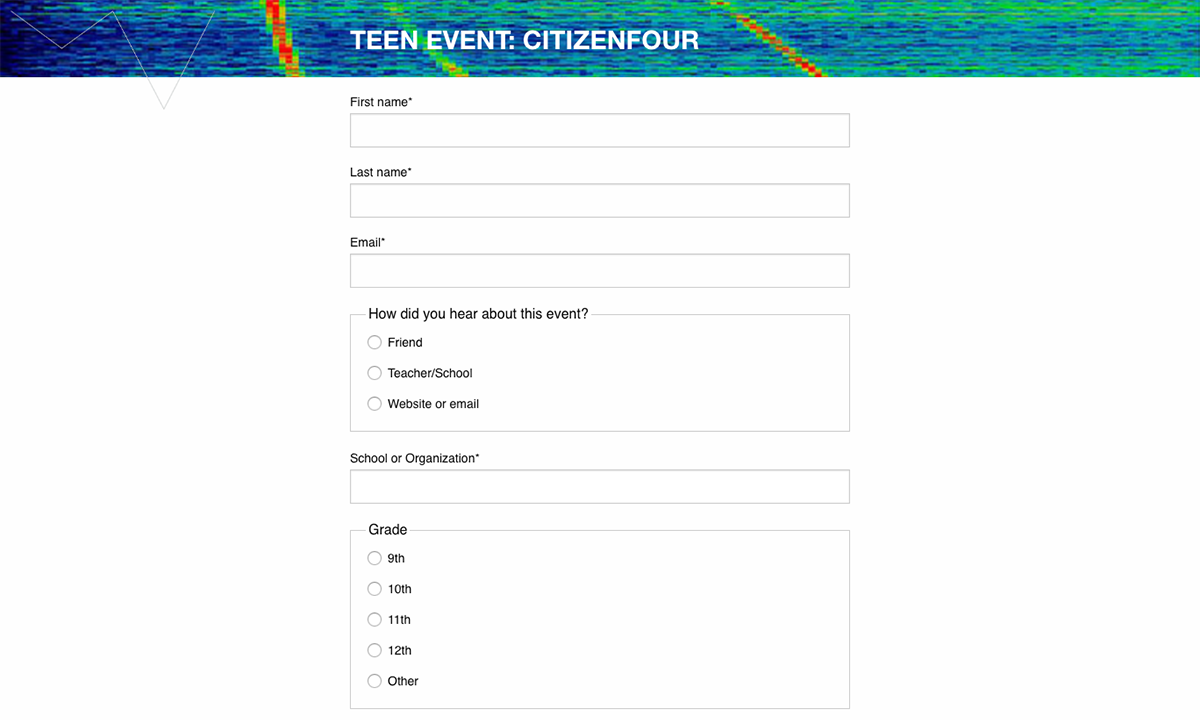 TEEN EVENT: CITIZENFOUR
First name*
Last name*
Email*
How did you hear about this event?
Friend
Teacher/School
Website or email
School or Organization*
Grade
9th
10th
11th
12th
Other